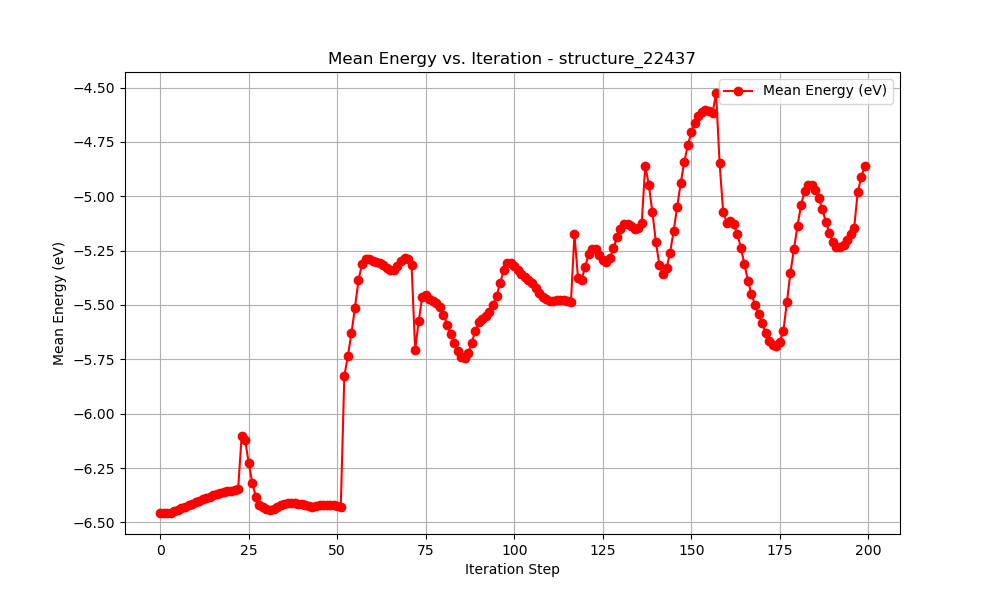 Mean Energy vs. Iteration - structure_22437
Mean Energy (eV)
−4.50
−4.75
−5.00
−5.25
−5.50
−5.75
−6.00
−6.25
−6.50
Mean Energy (eV)
0 25 50 75 100 125 150 175 200
Iteration Step